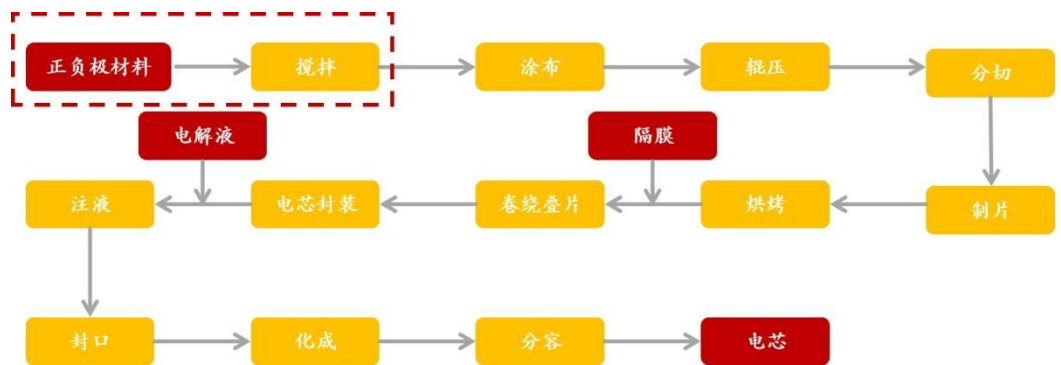 正负极材料
搅拌
涂布
辊压
分切
电解液
隔膜
注液
电芯封装
卷绕叠片
烘烤
制片
封口
化成
分容
电芯